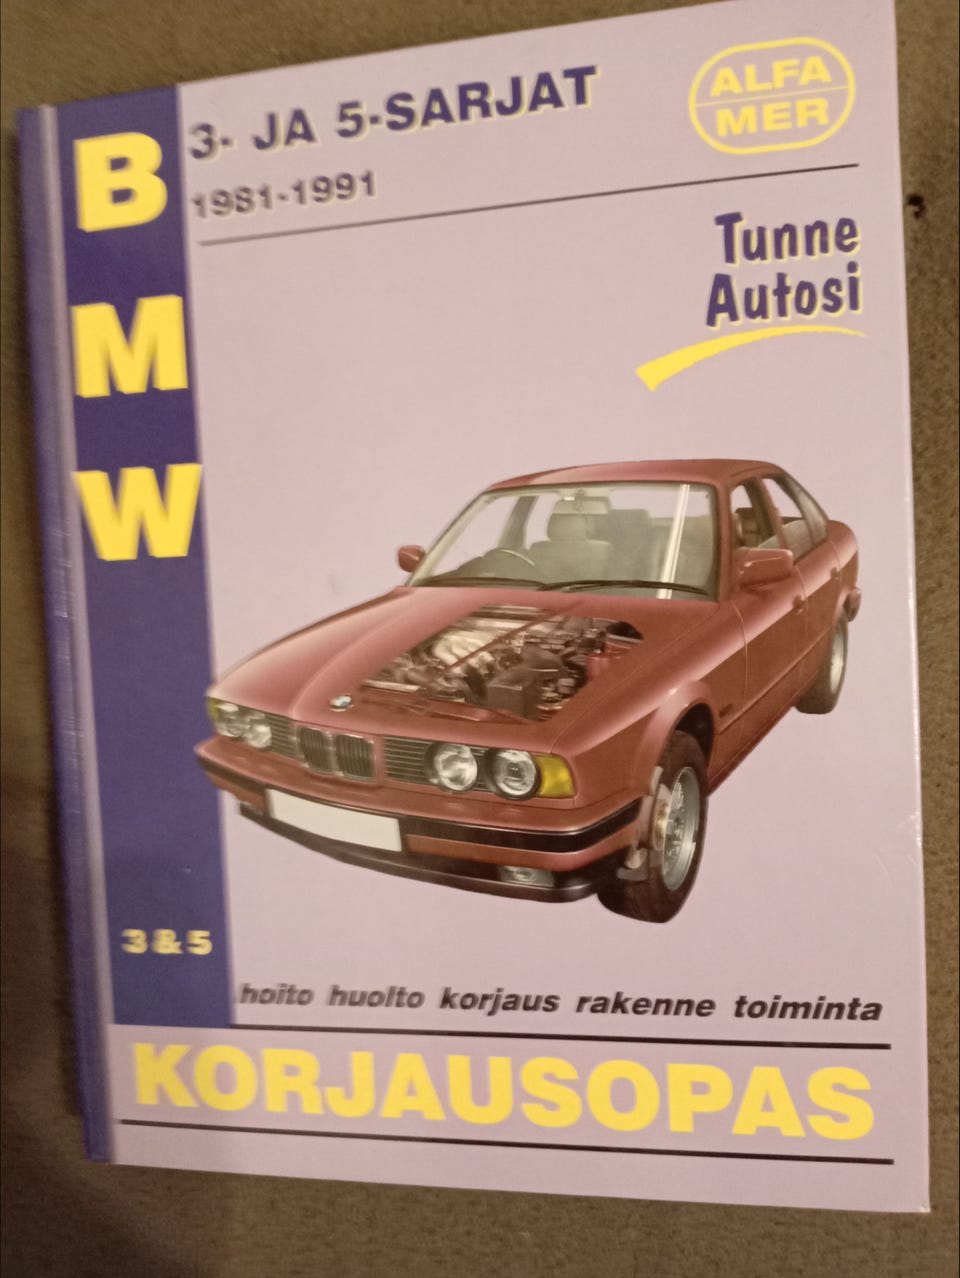 BMW
3- JA 5-SARJAT
1981-1991
ALFA
MER
Tunne
Autosi
3 & 5
hoito huolto korjaus rakenne toiminta
KORJAUSOPAS